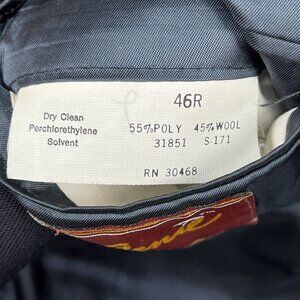 46R
Dry Clean
Perchlorethylene
Solvent
55% POLY 45% WOOL
31851 S-171
RN 30468